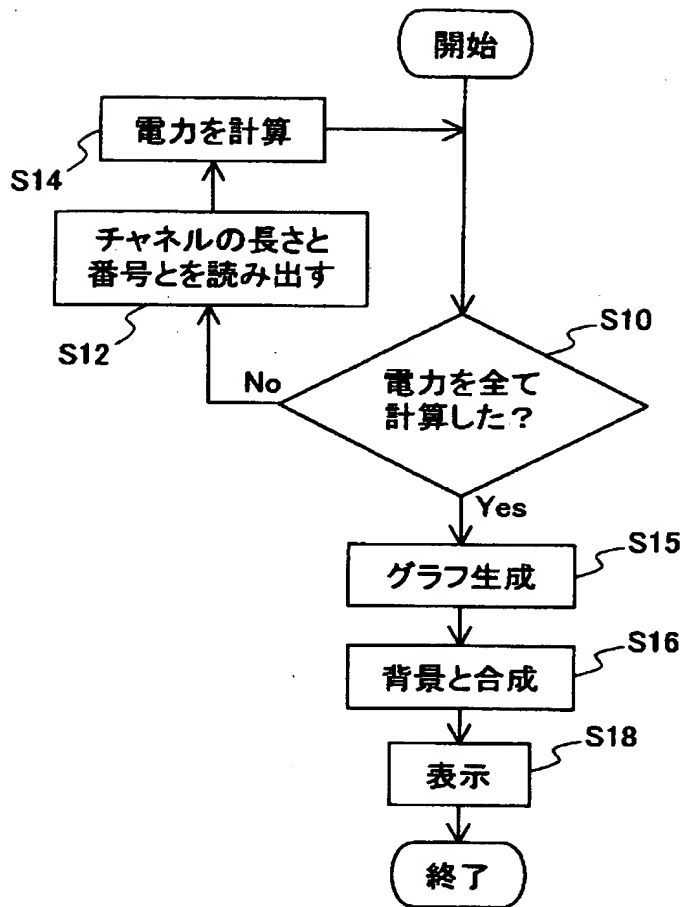 開始
電力を計算
S14
チャネルの長さと
番号とを読み出す
S12
S10
No
電力を全て
計算した？
Yes
S15
グラフ生成
S16
背景と合成
S18
表示
終了